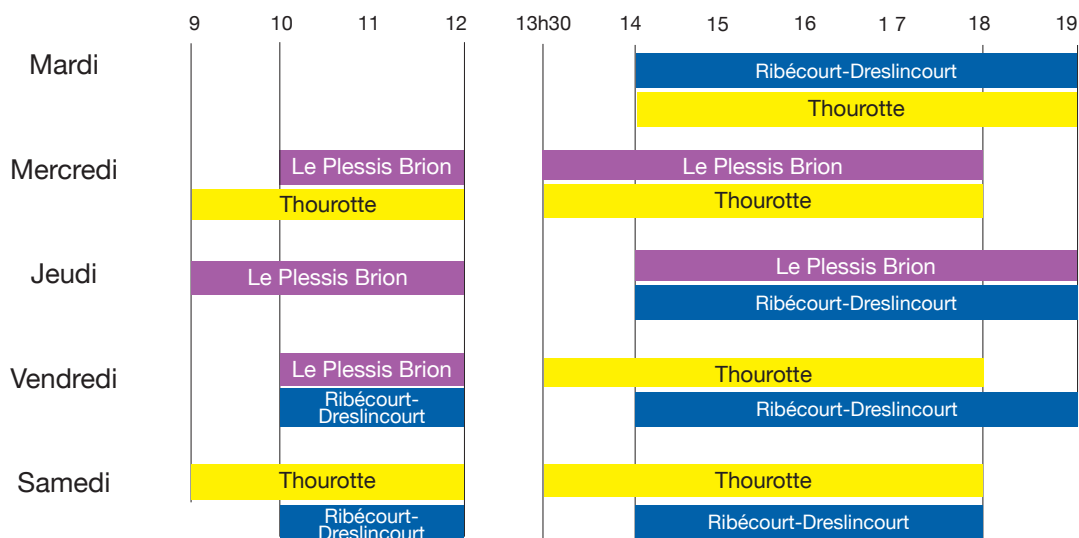 9 10 11 12 13h30 14 15 16 1 7 18 19
Mardi
Ribécourt-Dreslincourt
Thourotte
Mercredi
Le Plessis Brion
Le Plessis Brion
Thourotte
Thourotte
Jeudi
Le Plessis Brion
Le Plessis Brion
Ribécourt-Dreslincourt
Vendredi
Le Plessis Brion
Thourotte
Ribécourt-
Dreslincourt
Ribécourt-Dreslincourt
Samedi
Thourotte
Thourotte
Ribécourt-
Dreslincourt
Ribécourt-Dreslincourt